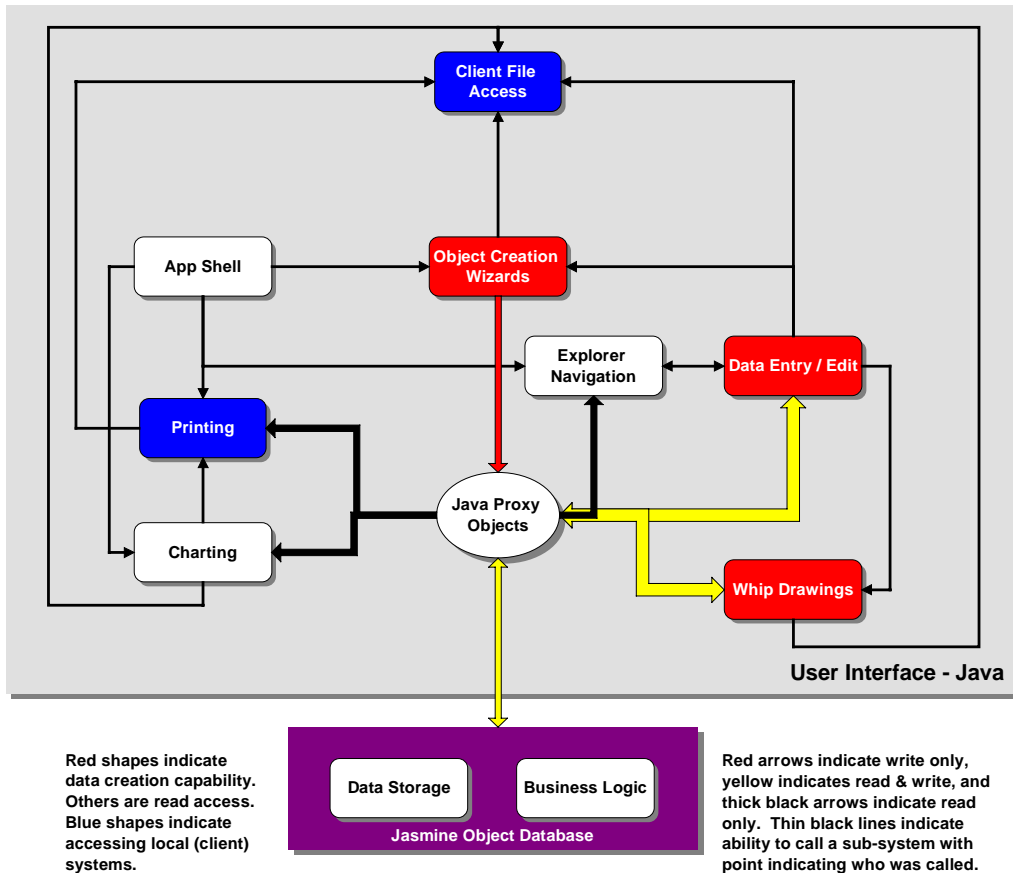 Client File
Access
App Shell
Object Creation
Wizards
Explorer
Navigation
Data Entry / Edit
Printing
Java Proxy
Objects
Charting
Whip Drawings
User Interface - Java
Red shapes indicate
data creation capability.
Others are read access.
Blue shapes indicate
accessing local (client)
systems.
Data Storage
Business Logic
Jasmine Object Database
Red arrows indicate write only,
yellow indicates read & write, and
thick black arrows indicate read
only.  Thin black lines indicate
ability to call a sub-system with
point indicating who was called.